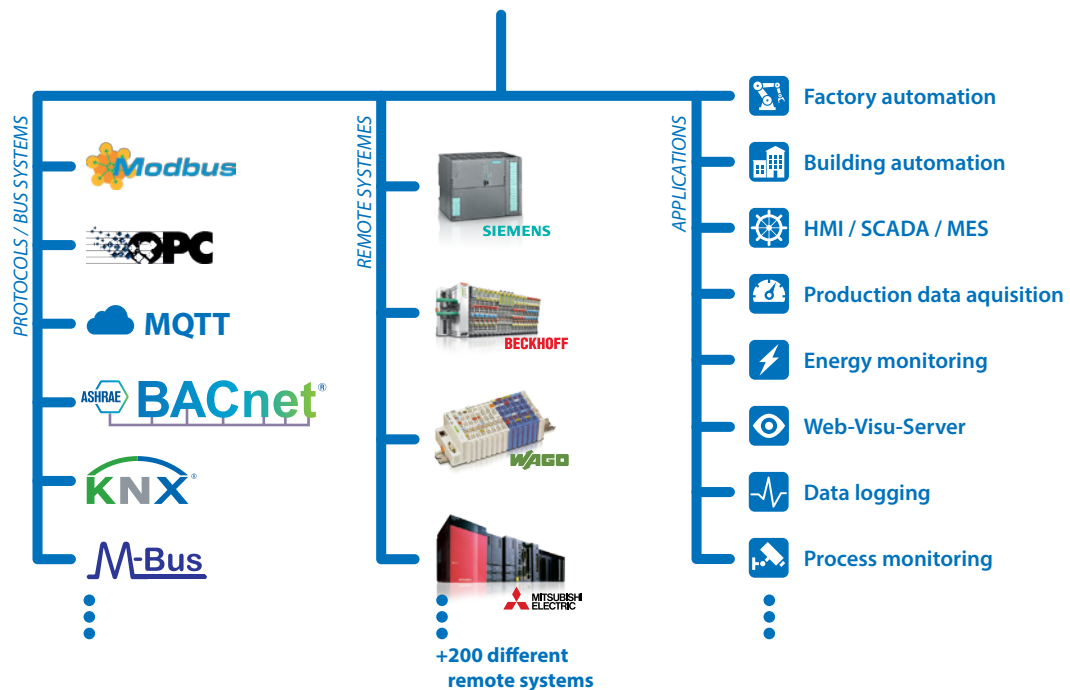 PROTOCOLS / BUS SYSTEMS
Modbus
OPC
MQTT
ASHRAE BACnet®
KNX®
M-Bus
REMOTE SYSTEMES
SIEMENS
BECKHOFF
WAGO
MITSUBISHI
ELECTRIC
+200 different
remote systems
APPLICATIONS
Factory automation
Building automation
HMI / SCADA / MES
Production data aquisition
Energy monitoring
Web-Visu-Server
Data logging
Process monitoring